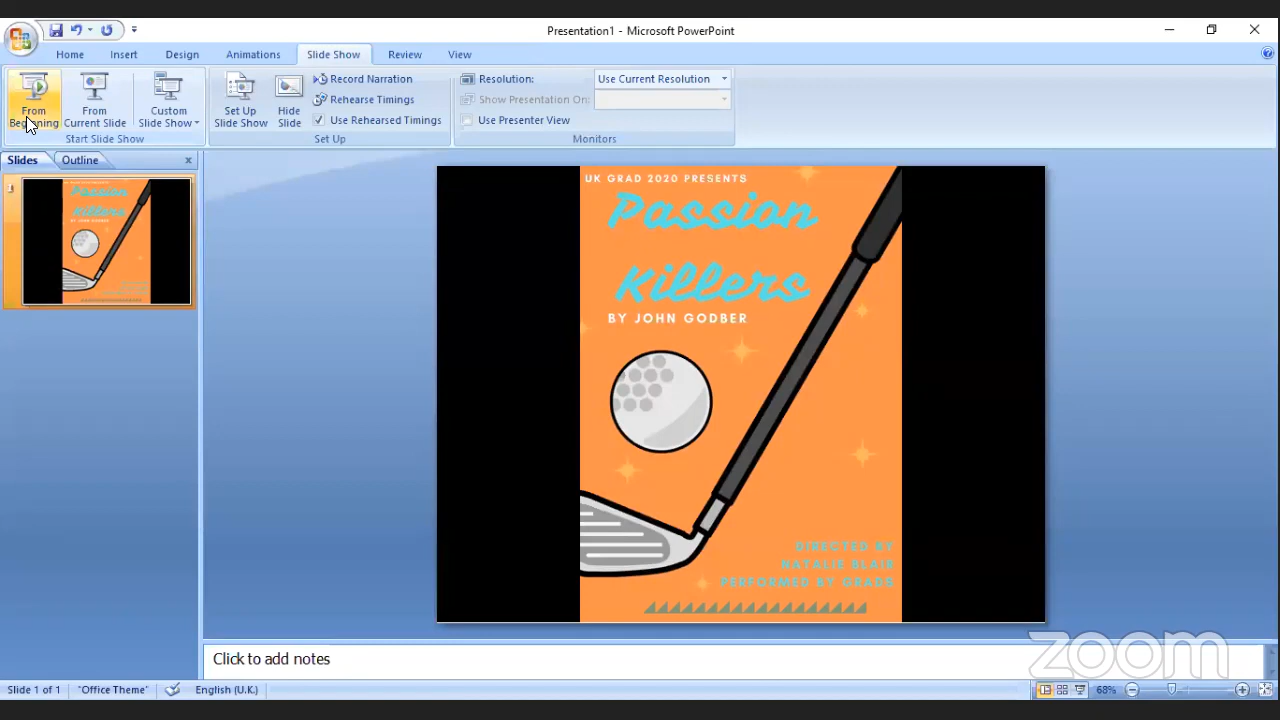 Presentation1 - Microsoft PowerPoint
Home Insert Design Animations Slide Show Review View
From Beginning
From Current Slide
Custom Slide Show
Start Slide Show
Set Up Slide Show
Hide Slide
Record Narration
Rehearse Timings
Use Rehearsed Timings
Set Up
Resolution: Use Current Resolution
Show Presentation On:
Use Presenter View
Monitors
Slides Outline
1
Passion
Killers
UK GRAD 2020 PRESENTS
Passion
Killers
BY JOHN GODBER
DIRECTED BY
NATALIE BLAIR
PERFORMED BY GRADE
Click to add notes
zoom
Slide 1 of 1 "Office Theme" English (U.K.) 68%